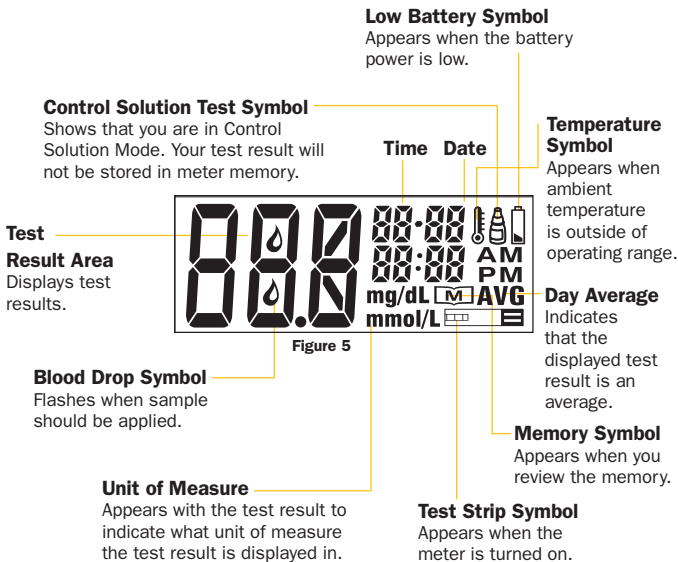 Low Battery Symbol
Appears when the battery
power is low.
Control Solution Test Symbol
Shows that you are in Control
Solution Mode. Your test result will
not be stored in meter memory.
Time Date
Temperature
Symbol
Appears when
ambient
temperature
is outside of
operating range.
Test
Result Area
Displays test
results.
88:88
88:88
AM
PM
8 8.8
mg/dL M AVG
mmol/L
Figure 5
Day Average
Indicates
that the
displayed test
result is an
average.
Blood Drop Symbol
Flashes when sample
should be applied.
Memory Symbol
Appears when you
review the memory.
Unit of Measure
Appears with the test result to
indicate what unit of measure
the test result is displayed in.
Test Strip Symbol
Appears when the
meter is turned on.